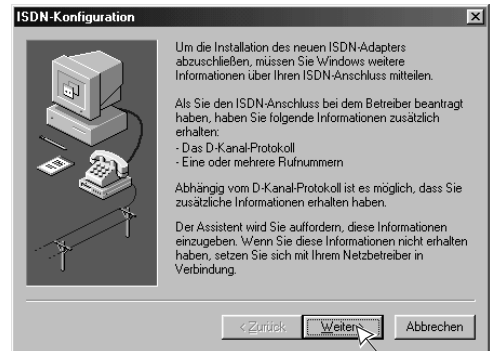 ISDN-Konfiguration
Um die Installation des neuen ISDN-Adapters
abzuschließen, müssen Sie Windows weitere
Informationen über Ihren ISDN-Anschluss mitteilen.
Als Sie den ISDN-Anschluss bei dem Betreiber beantragt
haben, haben Sie folgende Informationen zusätzlich
erhalten:
- Das D-Kanal-Protokoll
- Eine oder mehrere Rufnummern
Abhängig vom D-Kanal-Protokoll ist es möglich, dass Sie
zusätzliche Informationen erhalten haben.
Der Assistent wird Sie auffordern, diese Informationen
einzugeben. Wenn Sie diese Informationen nicht erhalten
haben, setzen Sie sich mit Ihrem Netzbetreiber in
Verbindung.
< Zurück Weiter > Abbrechen